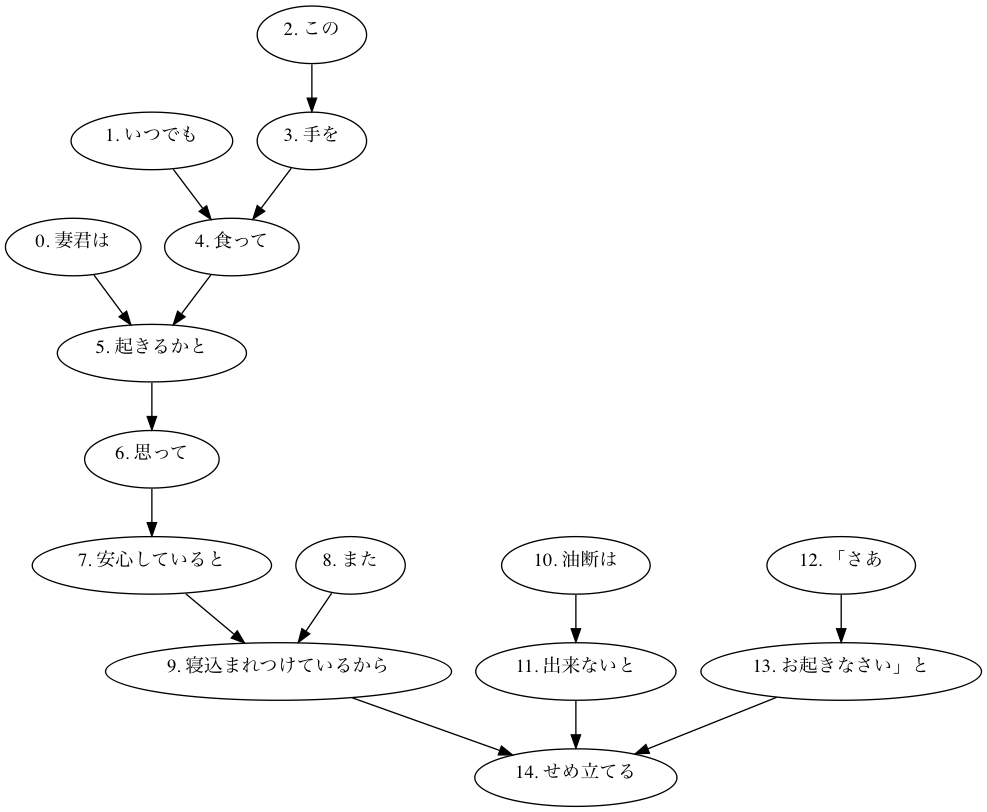 2. この
1. いつでも
3. 手を
0. 妻君は
4. 食って
5. 起きるかと
6. 思って
7. 安心していると
8. また
10. 油断は
12. 「さあ
9. 寝込まれつけているから
11. 出来ないと
13. お起きなさい」と
14. せめ立てる